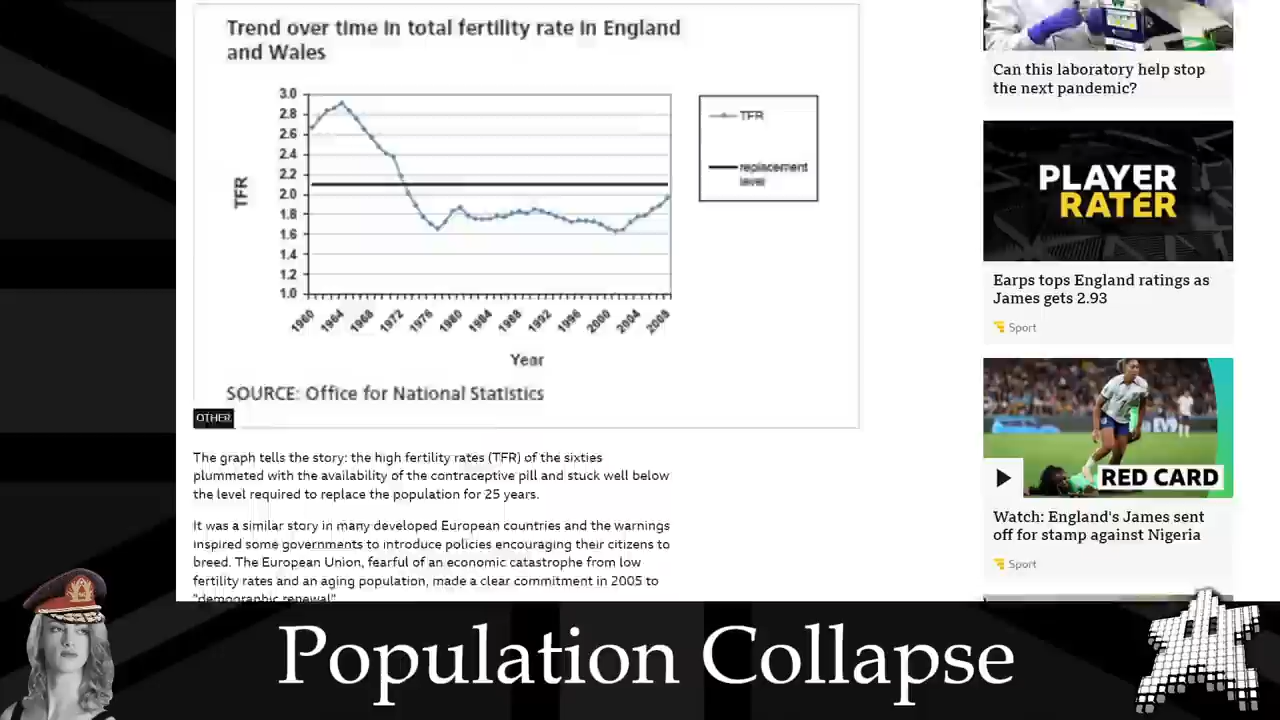 Trend over time in total fertility rate in England
and Wales
3.0
2.8
2.6
2.4
2.2
2.0
1.8
1.6
1.4
1.2
1.0
TFR
1960
1964
1968
1972
1976
1980
1984
1988
1992
1996
2000
2004
2008
Year
TFR
replacement
level
SOURCE: Office for National Statistics
OTHER
The graph tells the story: the high fertility rates (TFR) of the sixties
plummeted with the availability of the contraceptive pill and stuck well below
the level required to replace the population for 25 years.
It was a similar story in many developed European countries and the warnings
inspired some governments to introduce policies encouraging their citizens to
breed. The European Union, fearful of an economic catastrophe from low
fertility rates and an aging population, made a clear commitment in 2005 to
"demographic renewal"
Can this laboratory help stop
the next pandemic?
PLAYER
RATER
Earps tops England ratings as
James gets 2.93
Sport
RED CARD
Watch: England's James sent
off for stamp against Nigeria
Sport
Population Collapse